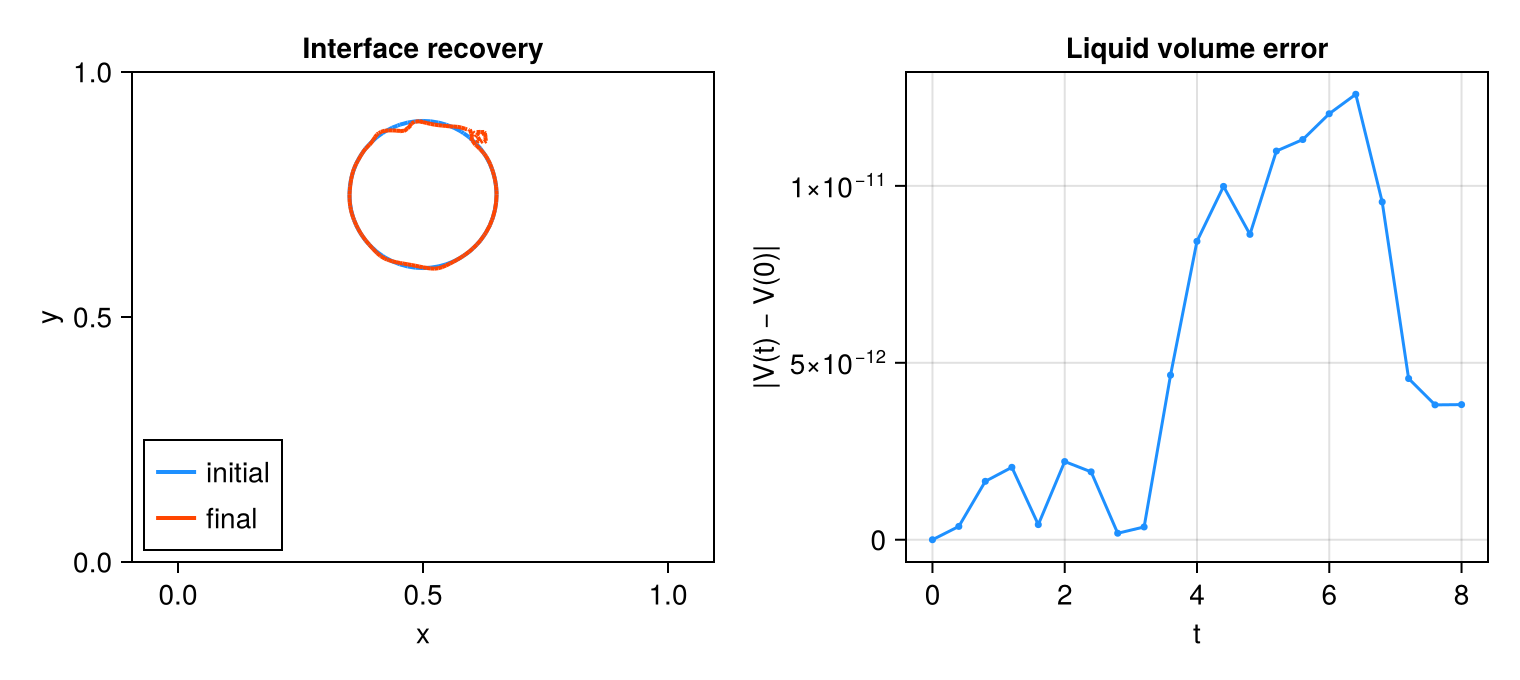 Interface recovery
1.0
0.5
0.0
y
0.0 0.5 1.0
x
initial
final
Liquid volume error
|V(t) − V(0)|
1×10⁻¹¹
5×10⁻¹²
0
0 2 4 6 8
t